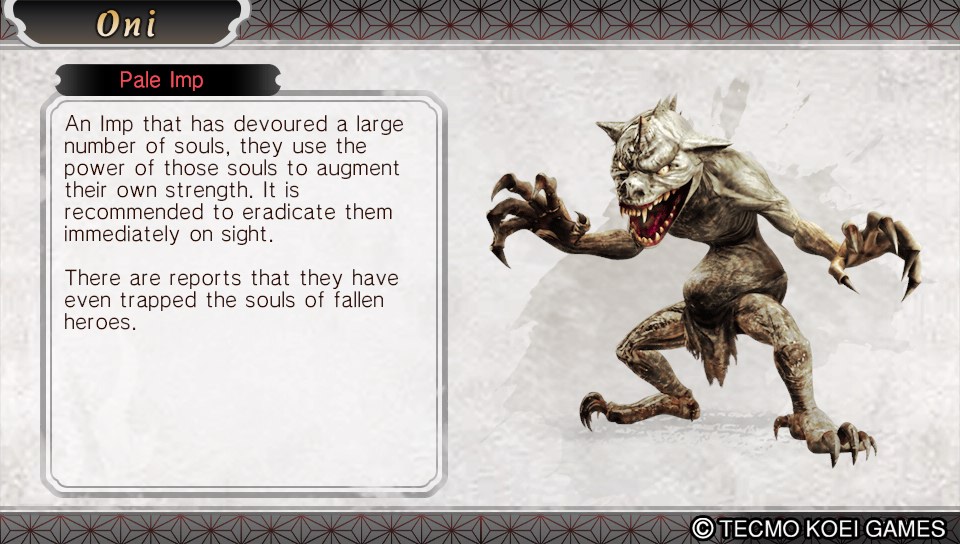 Oni
Pale Imp
An Imp that has devoured a large
number of souls, they use the
power of those souls to augment
their own strength. It is
recommended to eradicate them
immediately on sight.
There are reports that they have
even trapped the souls of fallen
heroes.
© TECMO KOEI GAMES